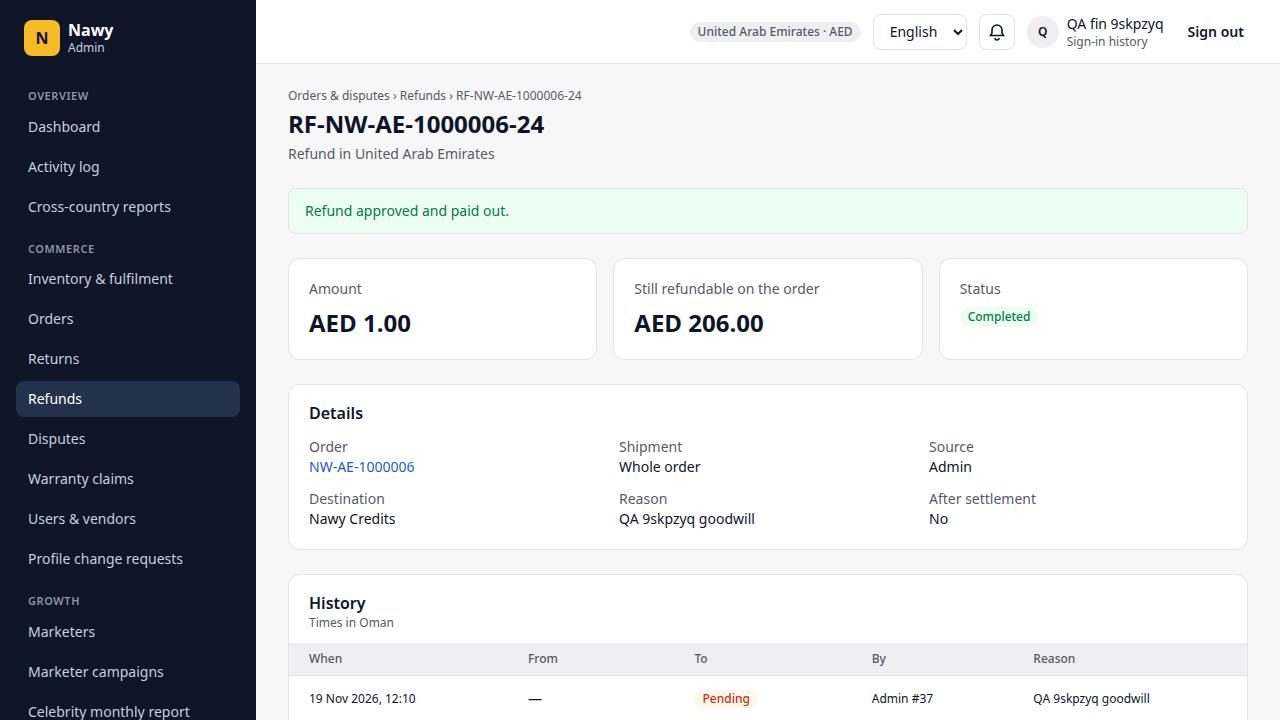 N
Nawy
Admin
OVERVIEW
Dashboard
Activity log
Cross-country reports
COMMERCE
Inventory & fulfilment
Orders
Returns
Refunds
Disputes
Warranty claims
Users & vendors
Profile change requests
GROWTH
Marketers
Marketer campaigns
Celebrity monthly report
United Arab Emirates · AED
English
Q
QA fin 9skpzyq
Sign-in history
Sign out
Orders & disputes › Refunds › RF-NW-AE-1000006-24
RF-NW-AE-1000006-24
Refund in United Arab Emirates
Refund approved and paid out.
Amount
AED 1.00
Still refundable on the order
AED 206.00
Status
Completed
Details
Order
NW-AE-1000006
Shipment
Whole order
Source
Admin
Destination
Nawy Credits
Reason
QA 9skpzyq goodwill
After settlement
No
History
Times in Oman
When From To By Reason
19 Nov 2026, 12:10 — Pending Admin #37 QA 9skpzyq goodwill